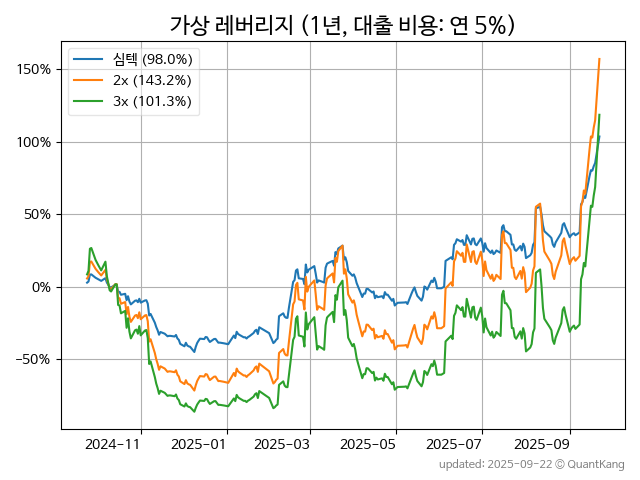 가상 레버리지 (1년, 대출 비용: 연 5%)
심텍 (98.0%)
2x (143.2%)
3x (101.3%)
150%
100%
50%
0%
−50%
2024-11 2025-01 2025-03 2025-05 2025-07 2025-09
updated: 2025-09-22 © QuantKang